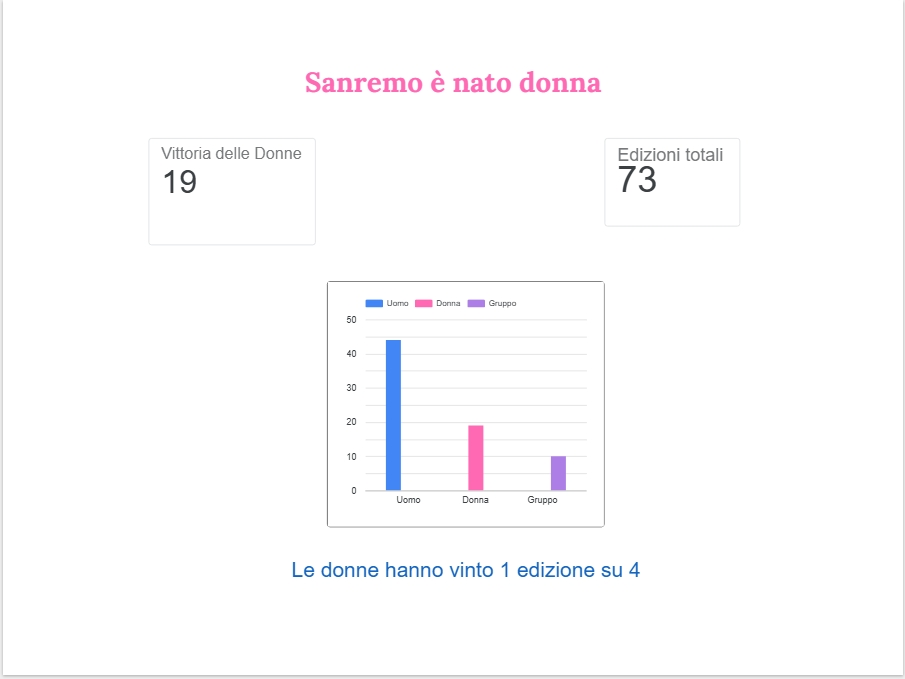 Sanremo è nato donna
Vittoria delle Donne
19
Edizioni totali
73
Uomo Donna Gruppo
50
40
30
20
10
0
Uomo Donna Gruppo
Le donne hanno vinto 1 edizione su 4